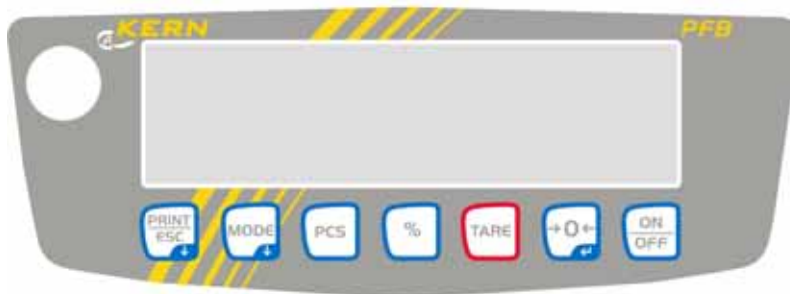 KERN
PFB
PRINT
ESC
MODE
PCS
%
TARE
→0←
ON
OFF